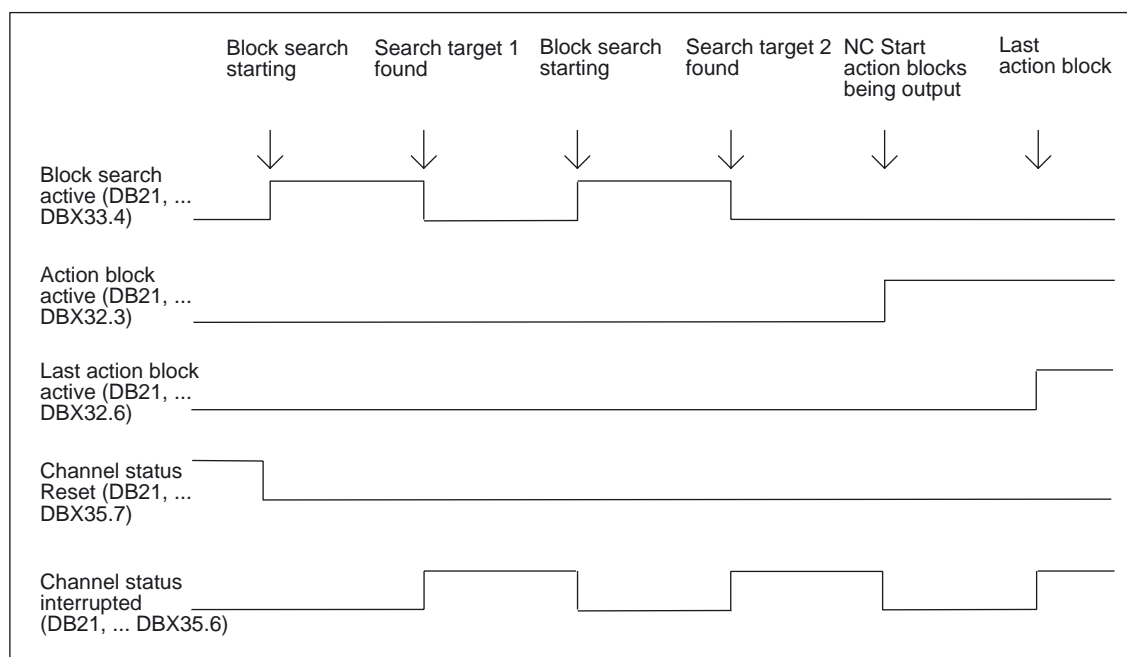 Block search
starting
Search target 1
found
Block search
starting
Search target 2
found
NC Start
action blocks
being output
Last
action block
Block search
active (DB21, ...
DBX33.4)
Action block
active (DB21, ...
DBX32.3)
Last action block
active (DB21, ...
DBX32.6)
Channel status
Reset (DB21, ...
DBX35.7)
Channel status
interrupted
(DB21, ... DBX35.6)